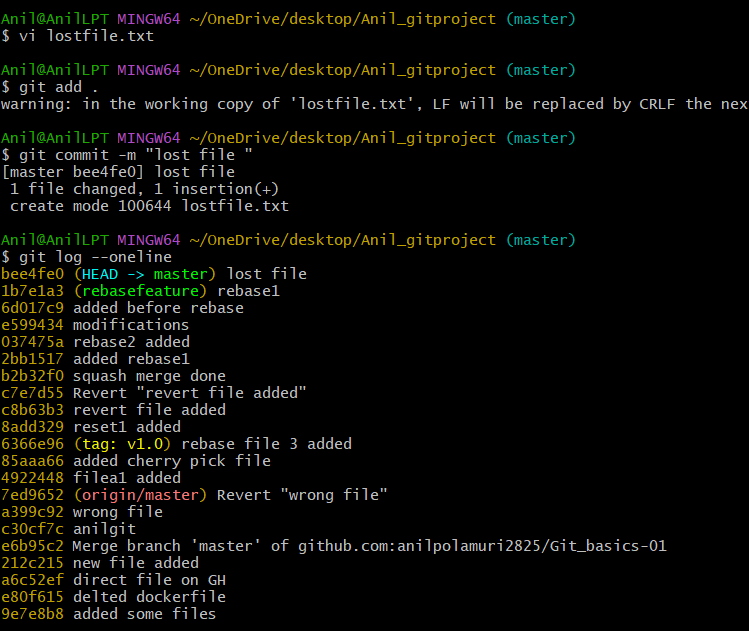 Anil@AnilLPT MINGW64 ~/OneDrive/desktop/Anil_gitproject (master)
$ vi lostfile.txt
Anil@AnilLPT MINGW64 ~/OneDrive/desktop/Anil_gitproject (master)
$ git add .
warning: in the working copy of 'lostfile.txt', LF will be replaced by CRLF the nex
Anil@AnilLPT MINGW64 ~/OneDrive/desktop/Anil_gitproject (master)
$ git commit -m "lost file "
[master bee4fe0] lost file
 1 file changed, 1 insertion(+)
 create mode 100644 lostfile.txt
Anil@AnilLPT MINGW64 ~/OneDrive/desktop/Anil_gitproject (master)
$ git log --oneline
bee4fe0 (HEAD -> master) lost file
1b7e1a3 (rebasefeature) rebase1
6d017c9 added before rebase
e599434 modifications
037475a rebase2 added
2bb1517 added rebase1
b2b32f0 squash merge done
c7e7d55 Revert "revert file added"
c8b63b3 revert file added
8add329 reset1 added
6366e96 (tag: v1.0) rebase file 3 added
85aaa66 added cherry pick file
4922448 filea1 added
7ed9652 (origin/master) Revert "wrong file"
a399c92 wrong file
c30cf7c anilgit
e6b95c2 Merge branch 'master' of github.com:anilpolamuri2825/Git_basics-01
212c215 new file added
a6c52ef direct file on GH
e80f615 delted dockerfile
9e7e8b8 added some files